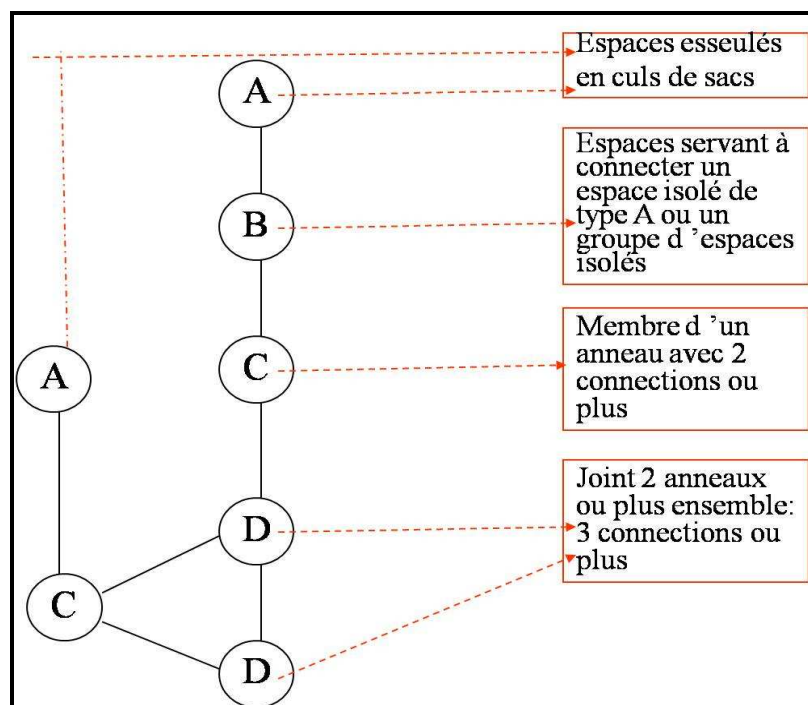 Espaces esseulés
en culs de sacs
A
Espaces servant à
connecter un
espace isolé de
type A ou un
groupe d ’espaces
isolés
B
Membre d ’un
anneau avec 2
connections ou
plus
C
A
Joint 2 anneaux
ou plus ensemble:
3 connections ou
plus
D
C
D